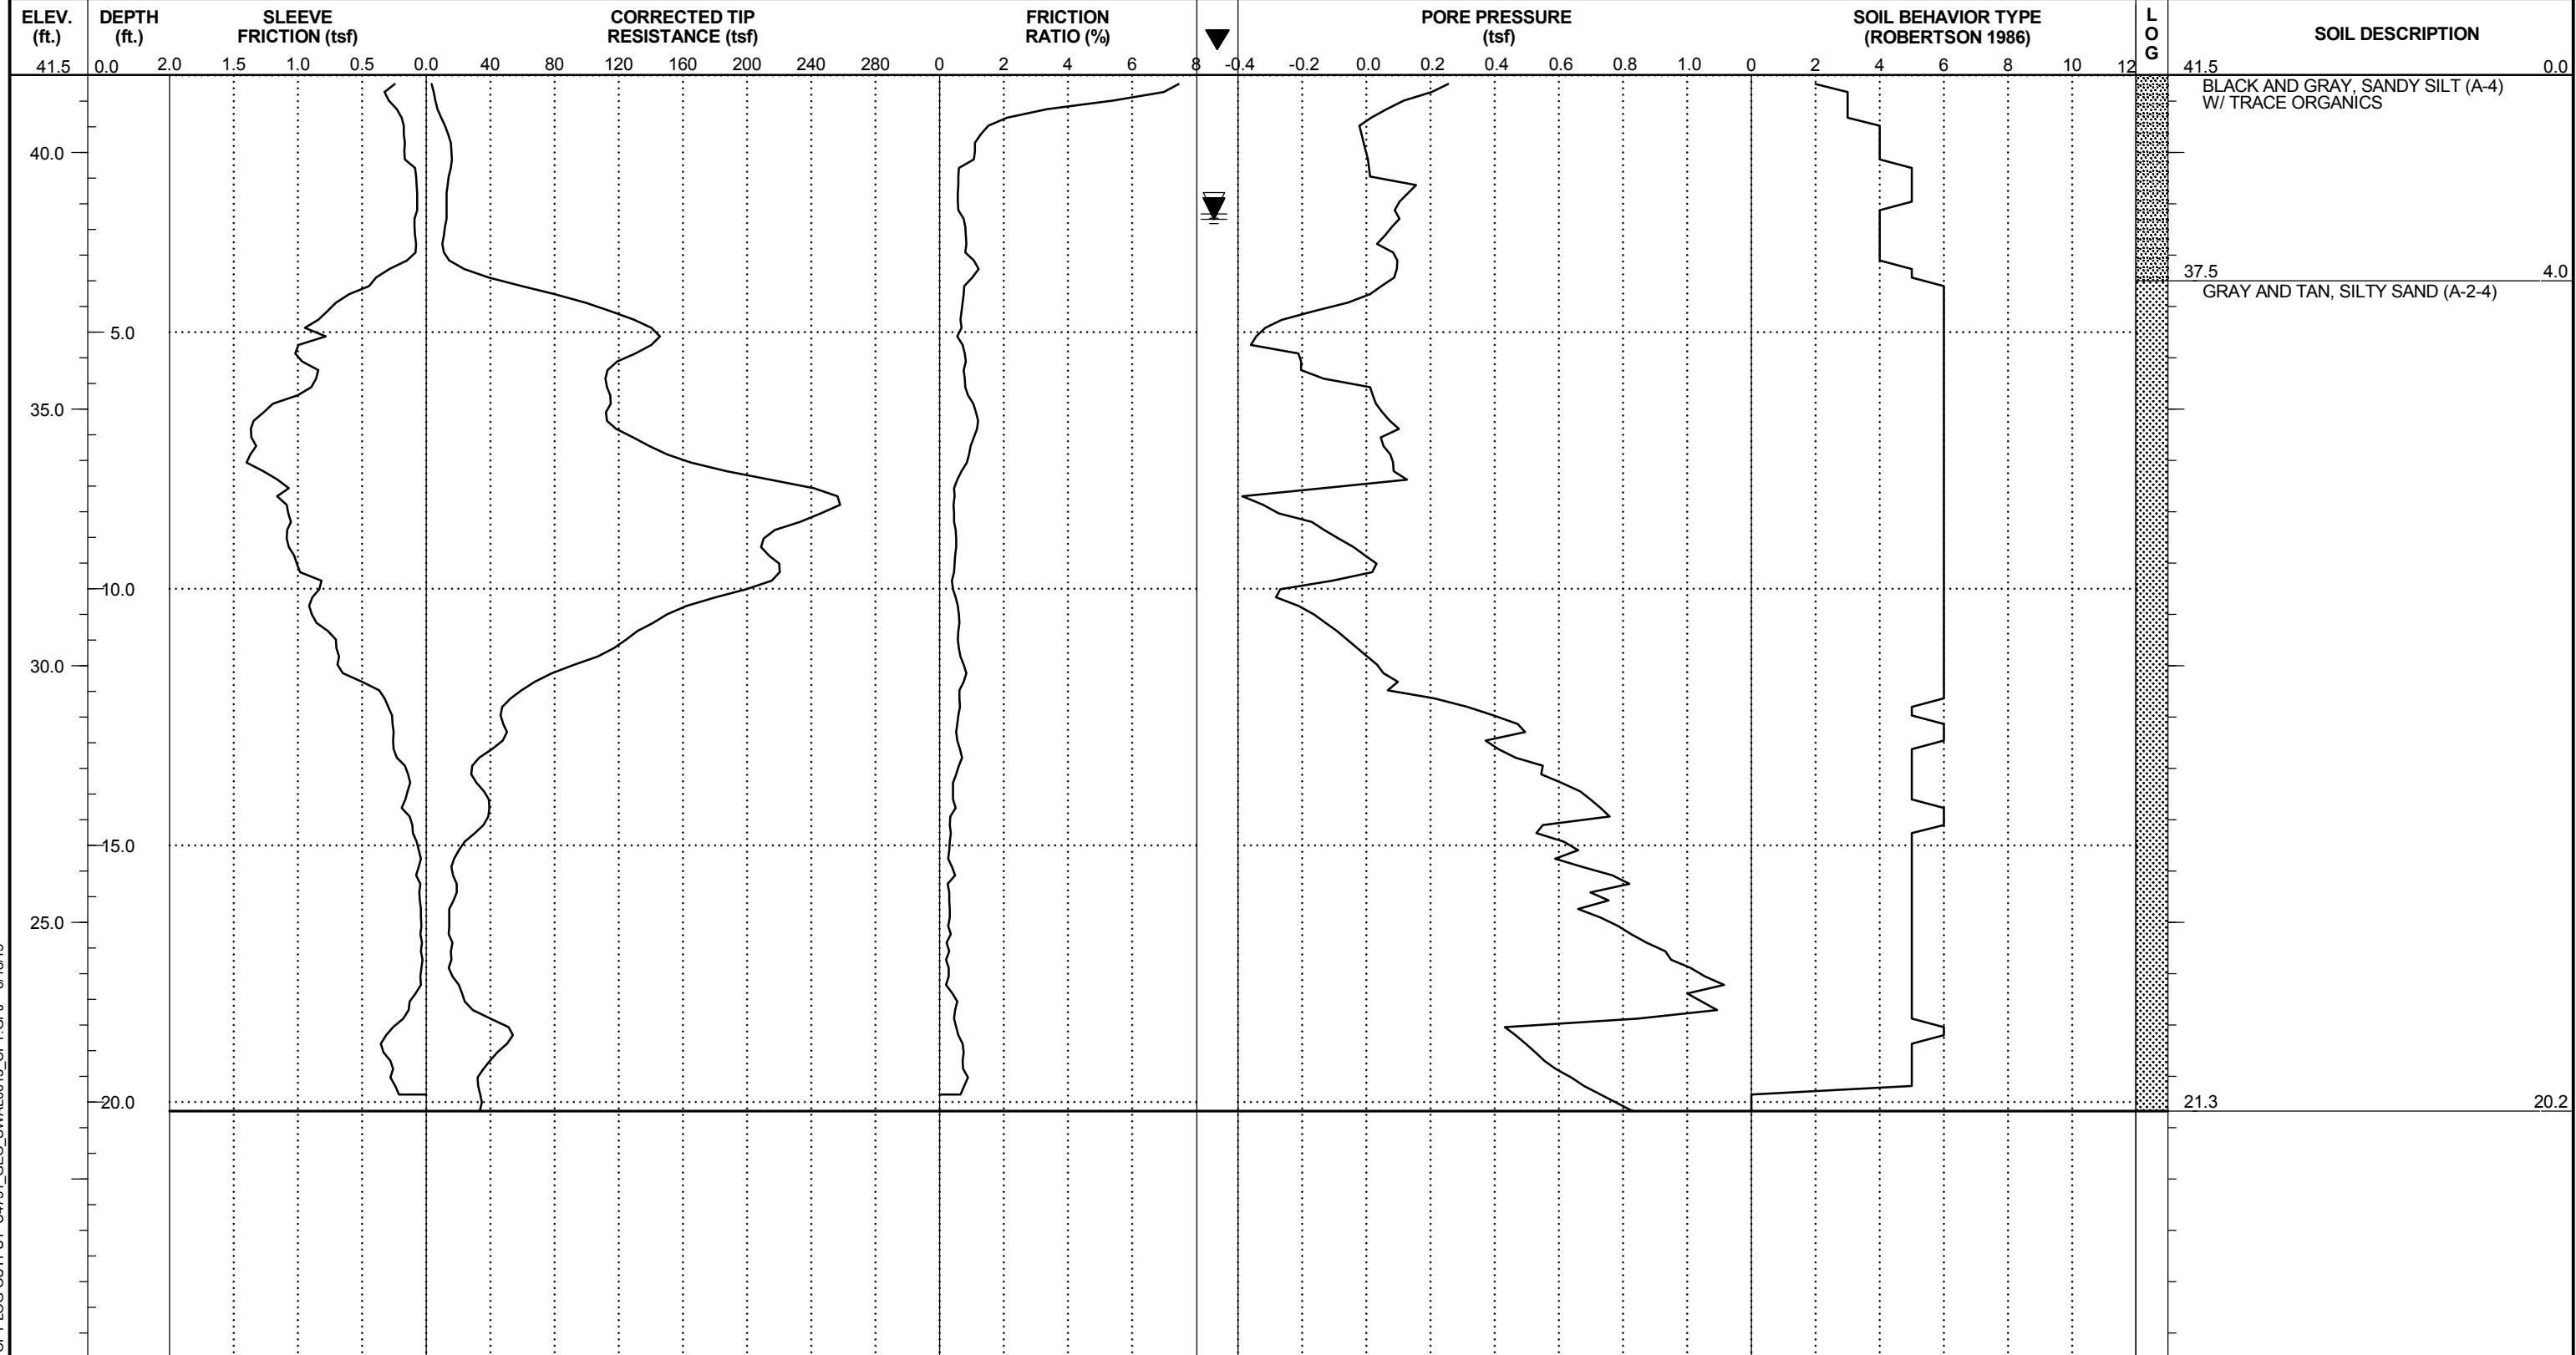 ELEV.
(ft.)
DEPTH
(ft.)
SLEEVE
FRICTION (tsf)
CORRECTED TIP
RESISTANCE (tsf)
FRICTION
RATIO (%)
PORE PRESSURE
(tsf)
SOIL BEHAVIOR TYPE
(ROBERTSON 1986)
L
O
G
SOIL DESCRIPTION
41.5 0.0 2.0 1.5 1.0 0.5 0.0 40 80 120 160 200 240 280 0 2 4 6 8 -0.4 -0.2 0.0 0.2 0.4 0.6 0.8 1.0 0 2 4 6 8 10 12 41.5 0.0
BLACK AND GRAY, SANDY SILT (A-4)
W/ TRACE ORGANICS
40.0
37.5 4.0
GRAY AND TAN, SILTY SAND (A-2-4)
5.0
35.0
10.0
30.0
15.0
25.0
20.0
21.3 20.2